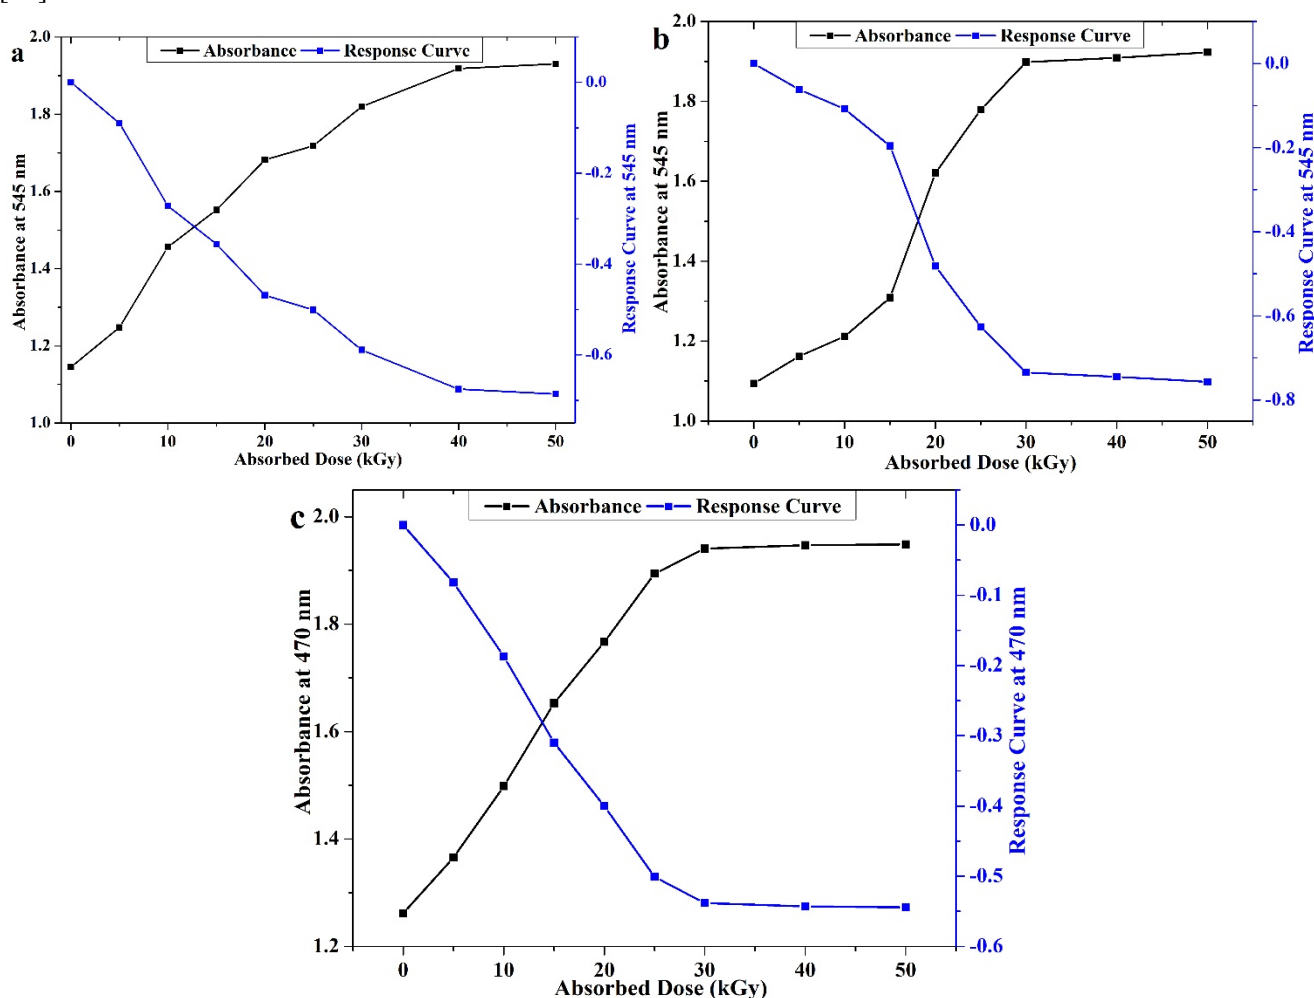 a
Absorbance Response Curve
2.0
1.8
1.6
1.4
1.2
1.0
Absorbance at 545 nm
0.0
-0.2
-0.4
-0.6
Response Curve at 545 nm
0 10 20 30 40 50
Absorbed Dose (kGy)
b
Absorbance Response Curve
2.0
1.8
1.6
1.4
1.2
1.0
Absorbance at 545 nm
0.0
-0.2
-0.4
-0.6
-0.8
Response Curve at 545 nm
0 10 20 30 40 50
Absorbed Dose (kGy)
c
Absorbance Response Curve
2.0
1.8
1.6
1.4
1.2
Absorbance at 470 nm
0.0
-0.1
-0.2
-0.3
-0.4
-0.5
-0.6
Response Curve at 470 nm
0 10 20 30 40 50
Absorbed Dose (kGy)